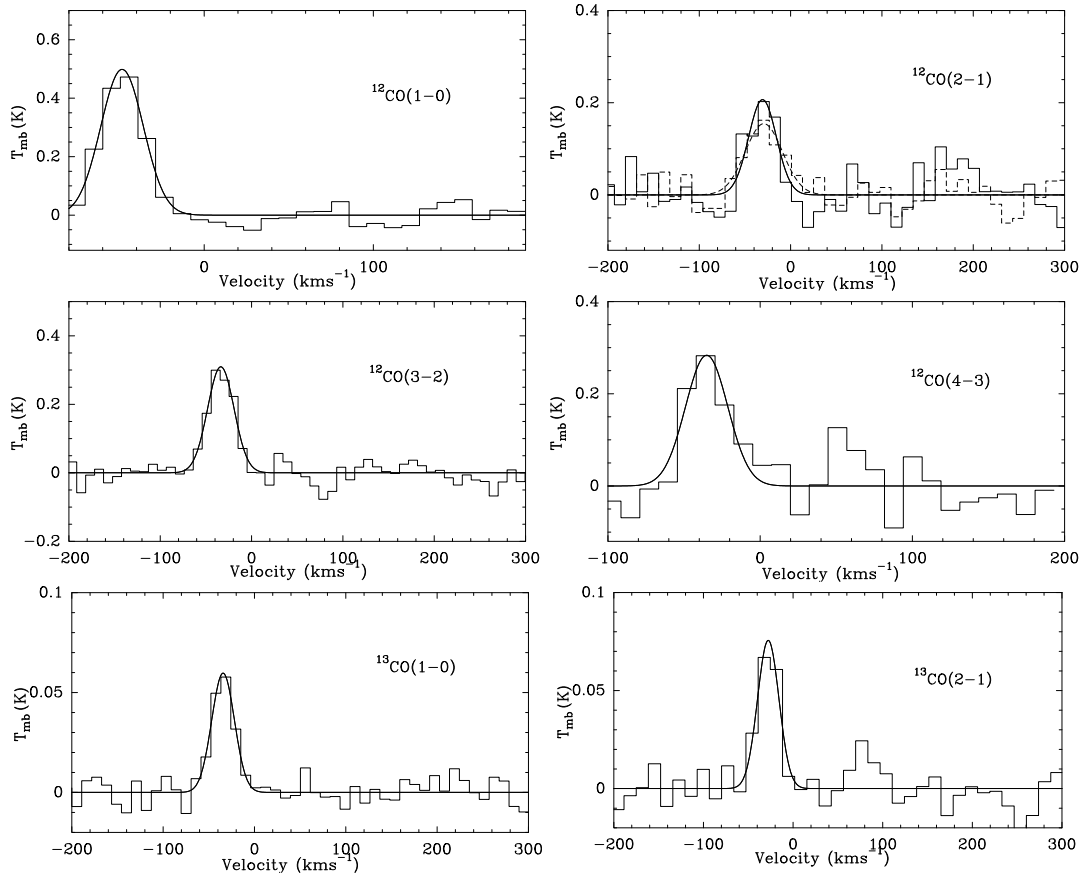 0.6
0.4
0.2
0
T_mb(K)
¹²CO(1−0)
0 100
Velocity (kms⁻¹)
0.4
0.2
0
T_mb(K)
¹²CO(2−1)
−200 −100 0 100 200 300
Velocity (kms⁻¹)
0.4
0.2
0
−0.2
T_mb(K)
¹²CO(3−2)
−200 −100 0 100 200 300
Velocity (kms⁻¹)
0.4
0.2
0
T_mb(K)
¹²CO(4−3)
−100 0 100 200
Velocity (kms⁻¹)
0.1
0.05
0
T_mb(K)
¹³CO(1−0)
−200 −100 0 100 200 300
Velocity (kms⁻¹)
0.1
0.05
0
T_mb(K)
¹³CO(2−1)
−200 −100 0 100 200 300
Velocity (kms⁻¹)